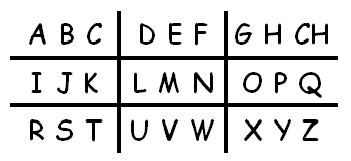 A B C D E F G H CH
I J K L M N O P Q
R S T U V W X Y Z